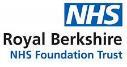 NHS
Royal Berkshire
NHS Foundation Trust